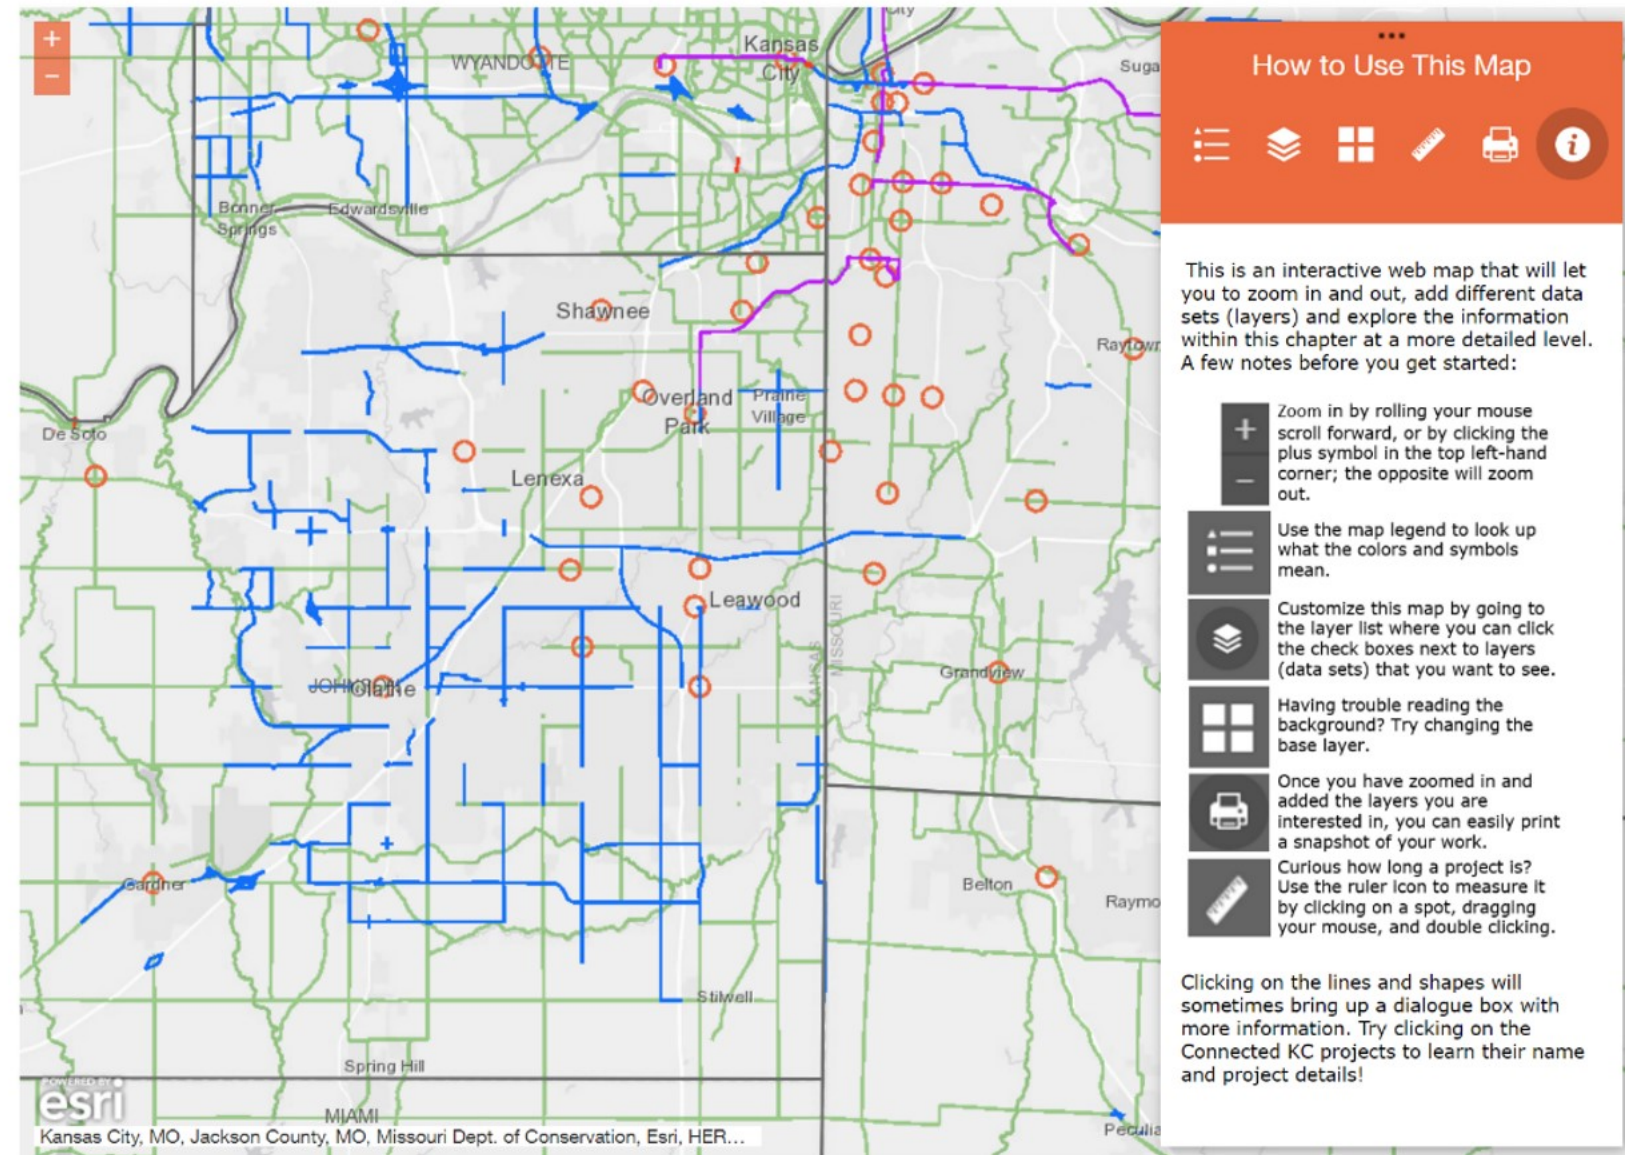 City
Kansas
City
WYANDOTTE
Suga
Bonner
Springs
Edwardsville
Shawnee
Raytown
Overland
Park
Prairie
Village
De Soto
Lenexa
Leawood
KANSAS
MISSOURI
Grandview
JOHNSON
Olathe
Gardner
Belton
Raymo
Stilwell
Spring Hill
MIAMI
Peculia
POWERED BY
esri
Kansas City, MO, Jackson County, MO, Missouri Dept. of Conservation, Esri, HER...
How to Use This Map
This is an interactive web map that will let
you to zoom in and out, add different data
sets (layers) and explore the information
within this chapter at a more detailed level.
A few notes before you get started:
Zoom in by rolling your mouse
scroll forward, or by clicking the
plus symbol in the top left-hand
corner; the opposite will zoom
out.
Use the map legend to look up
what the colors and symbols
mean.
Customize this map by going to
the layer list where you can click
the check boxes next to layers
(data sets) that you want to see.
Having trouble reading the
background? Try changing the
base layer.
Once you have zoomed in and
added the layers you are
interested in, you can easily print
a snapshot of your work.
Curious how long a project is?
Use the ruler icon to measure it
by clicking on a spot, dragging
your mouse, and double clicking.
Clicking on the lines and shapes will
sometimes bring up a dialogue box with
more information. Try clicking on the
Connected KC projects to learn their name
and project details!